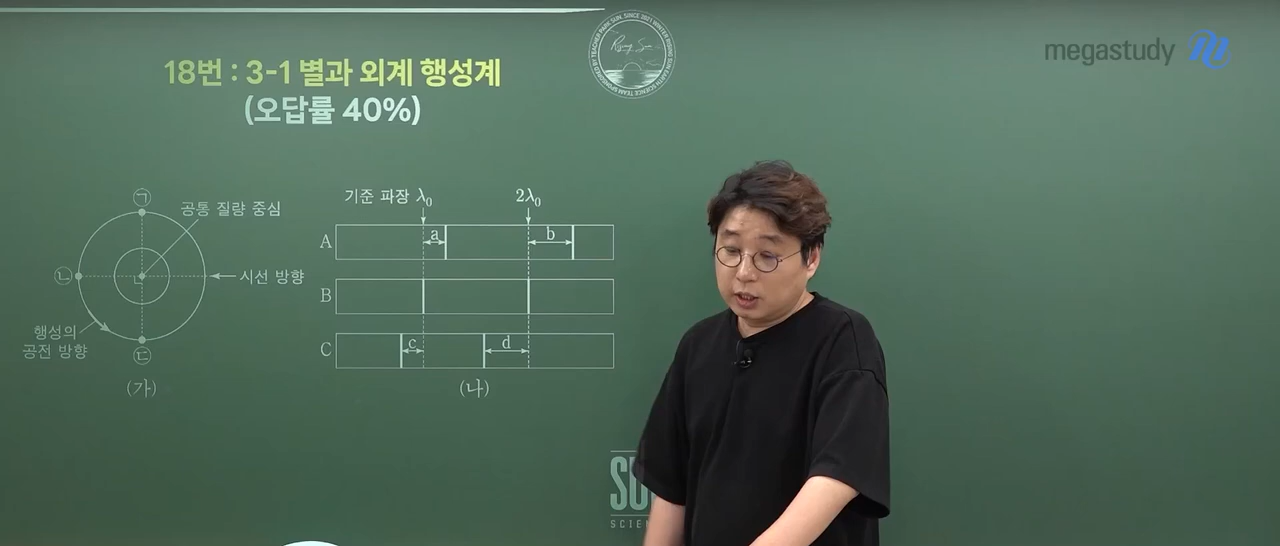 megastudy
18번 : 3-1 별과 외계 행성계
(오답률 40%)
㉠
공통 질량 중심
㉡
시선 방향
행성의
공전 방향
㉢
(가)
기준 파장 λ₀
2λ₀
A
a
b
B
C
c
d
(나)